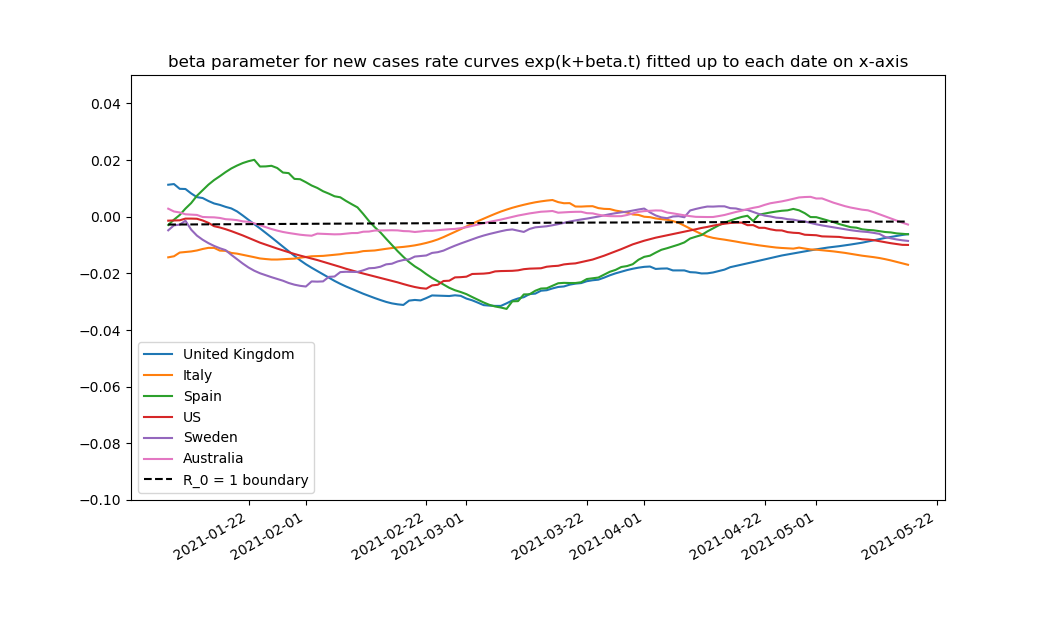 beta parameter for new cases rate curves exp(k+beta.t) fitted up to each date on x-axis
0.04
0.02
0.00
−0.02
−0.04
−0.06
−0.08
−0.10
United Kingdom
Italy
Spain
US
Sweden
Australia
R_0 = 1 boundary
2021-01-22
2021-02-01
2021-02-22
2021-03-01
2021-03-22
2021-04-01
2021-04-22
2021-05-01
2021-05-22